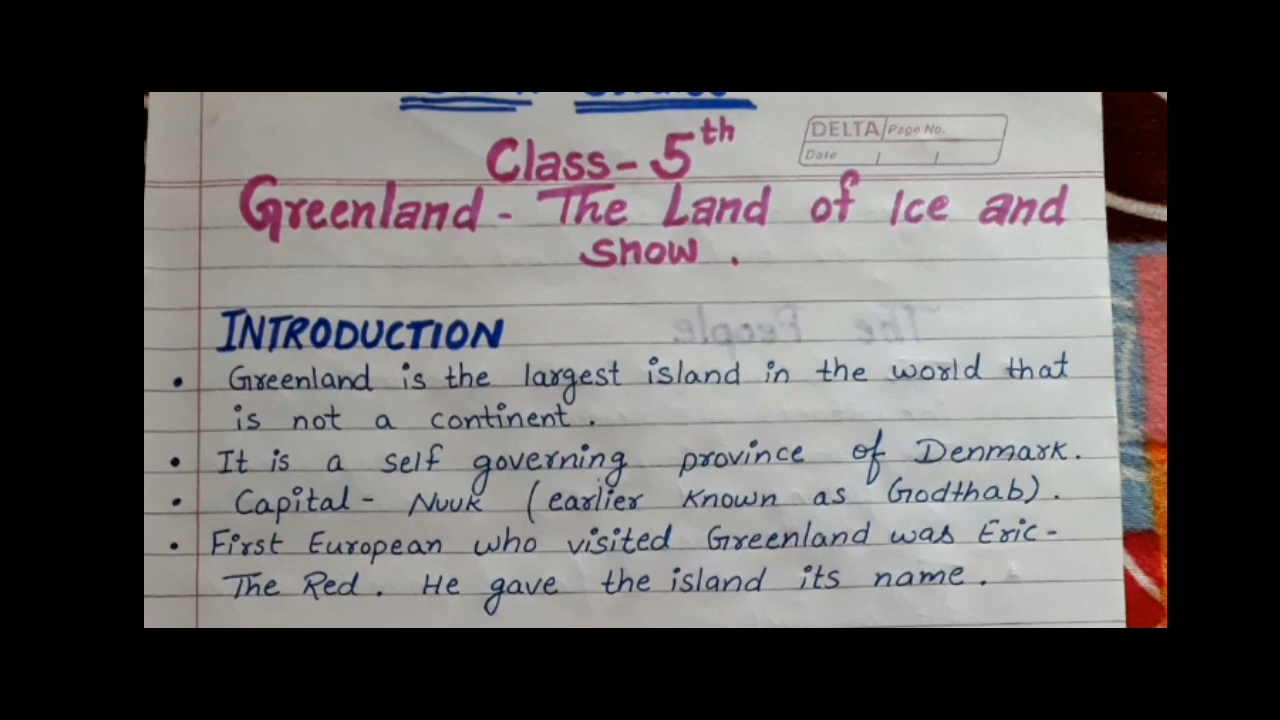 Class-5th
DELTA Page No.
Date / /
Greenland - The Land of Ice and
Snow.
INTRODUCTION
The People
• Greenland is the largest island in the world that
is not a continent.
• It is a self governing province of Denmark.
• Capital - Nuuk (earlier known as Godthab).
• First European who visited Greenland was Eric-
The Red. He gave the island its name.